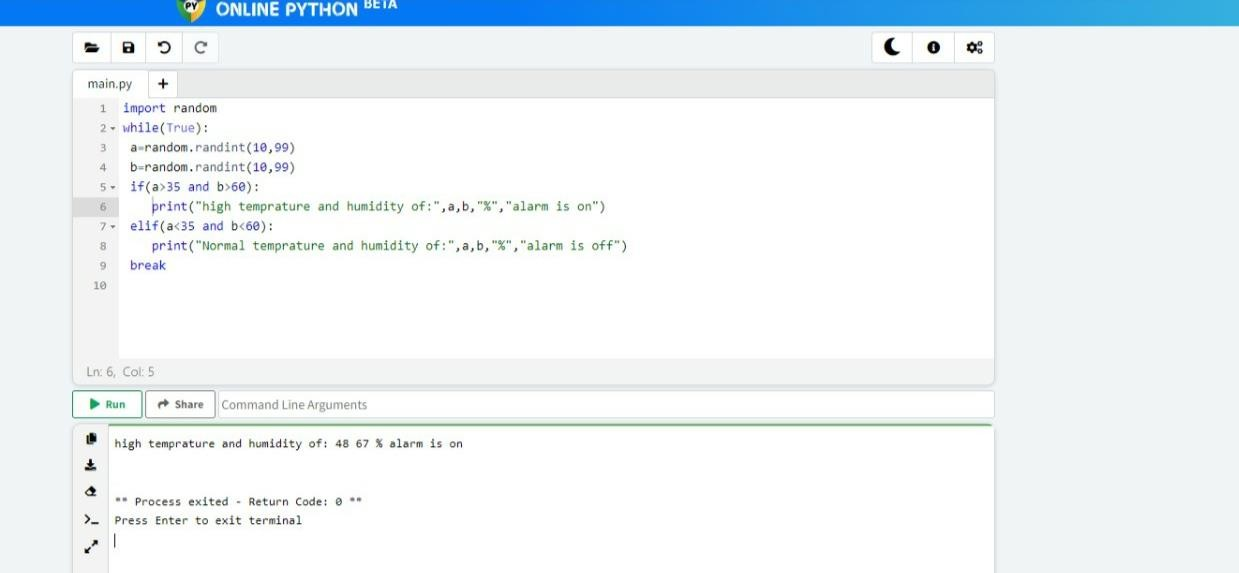 PY ONLINE PYTHON BETA
main.py +
1 import random
2 while(True):
3 a=random.randint(10,99)
4 b=random.randint(10,99)
5 if(a>35 and b>60):
6 print("high temprature and humidity of:",a,b,"%","alarm is on")
7 elif(a<35 and b<60):
8 print("Normal temprature and humidity of:",a,b,"%","alarm is off")
9 break
10
Ln: 6, Col: 5
Run Share Command Line Arguments
high temprature and humidity of: 48 67 % alarm is on
** Process exited - Return Code: 0 **
Press Enter to exit terminal